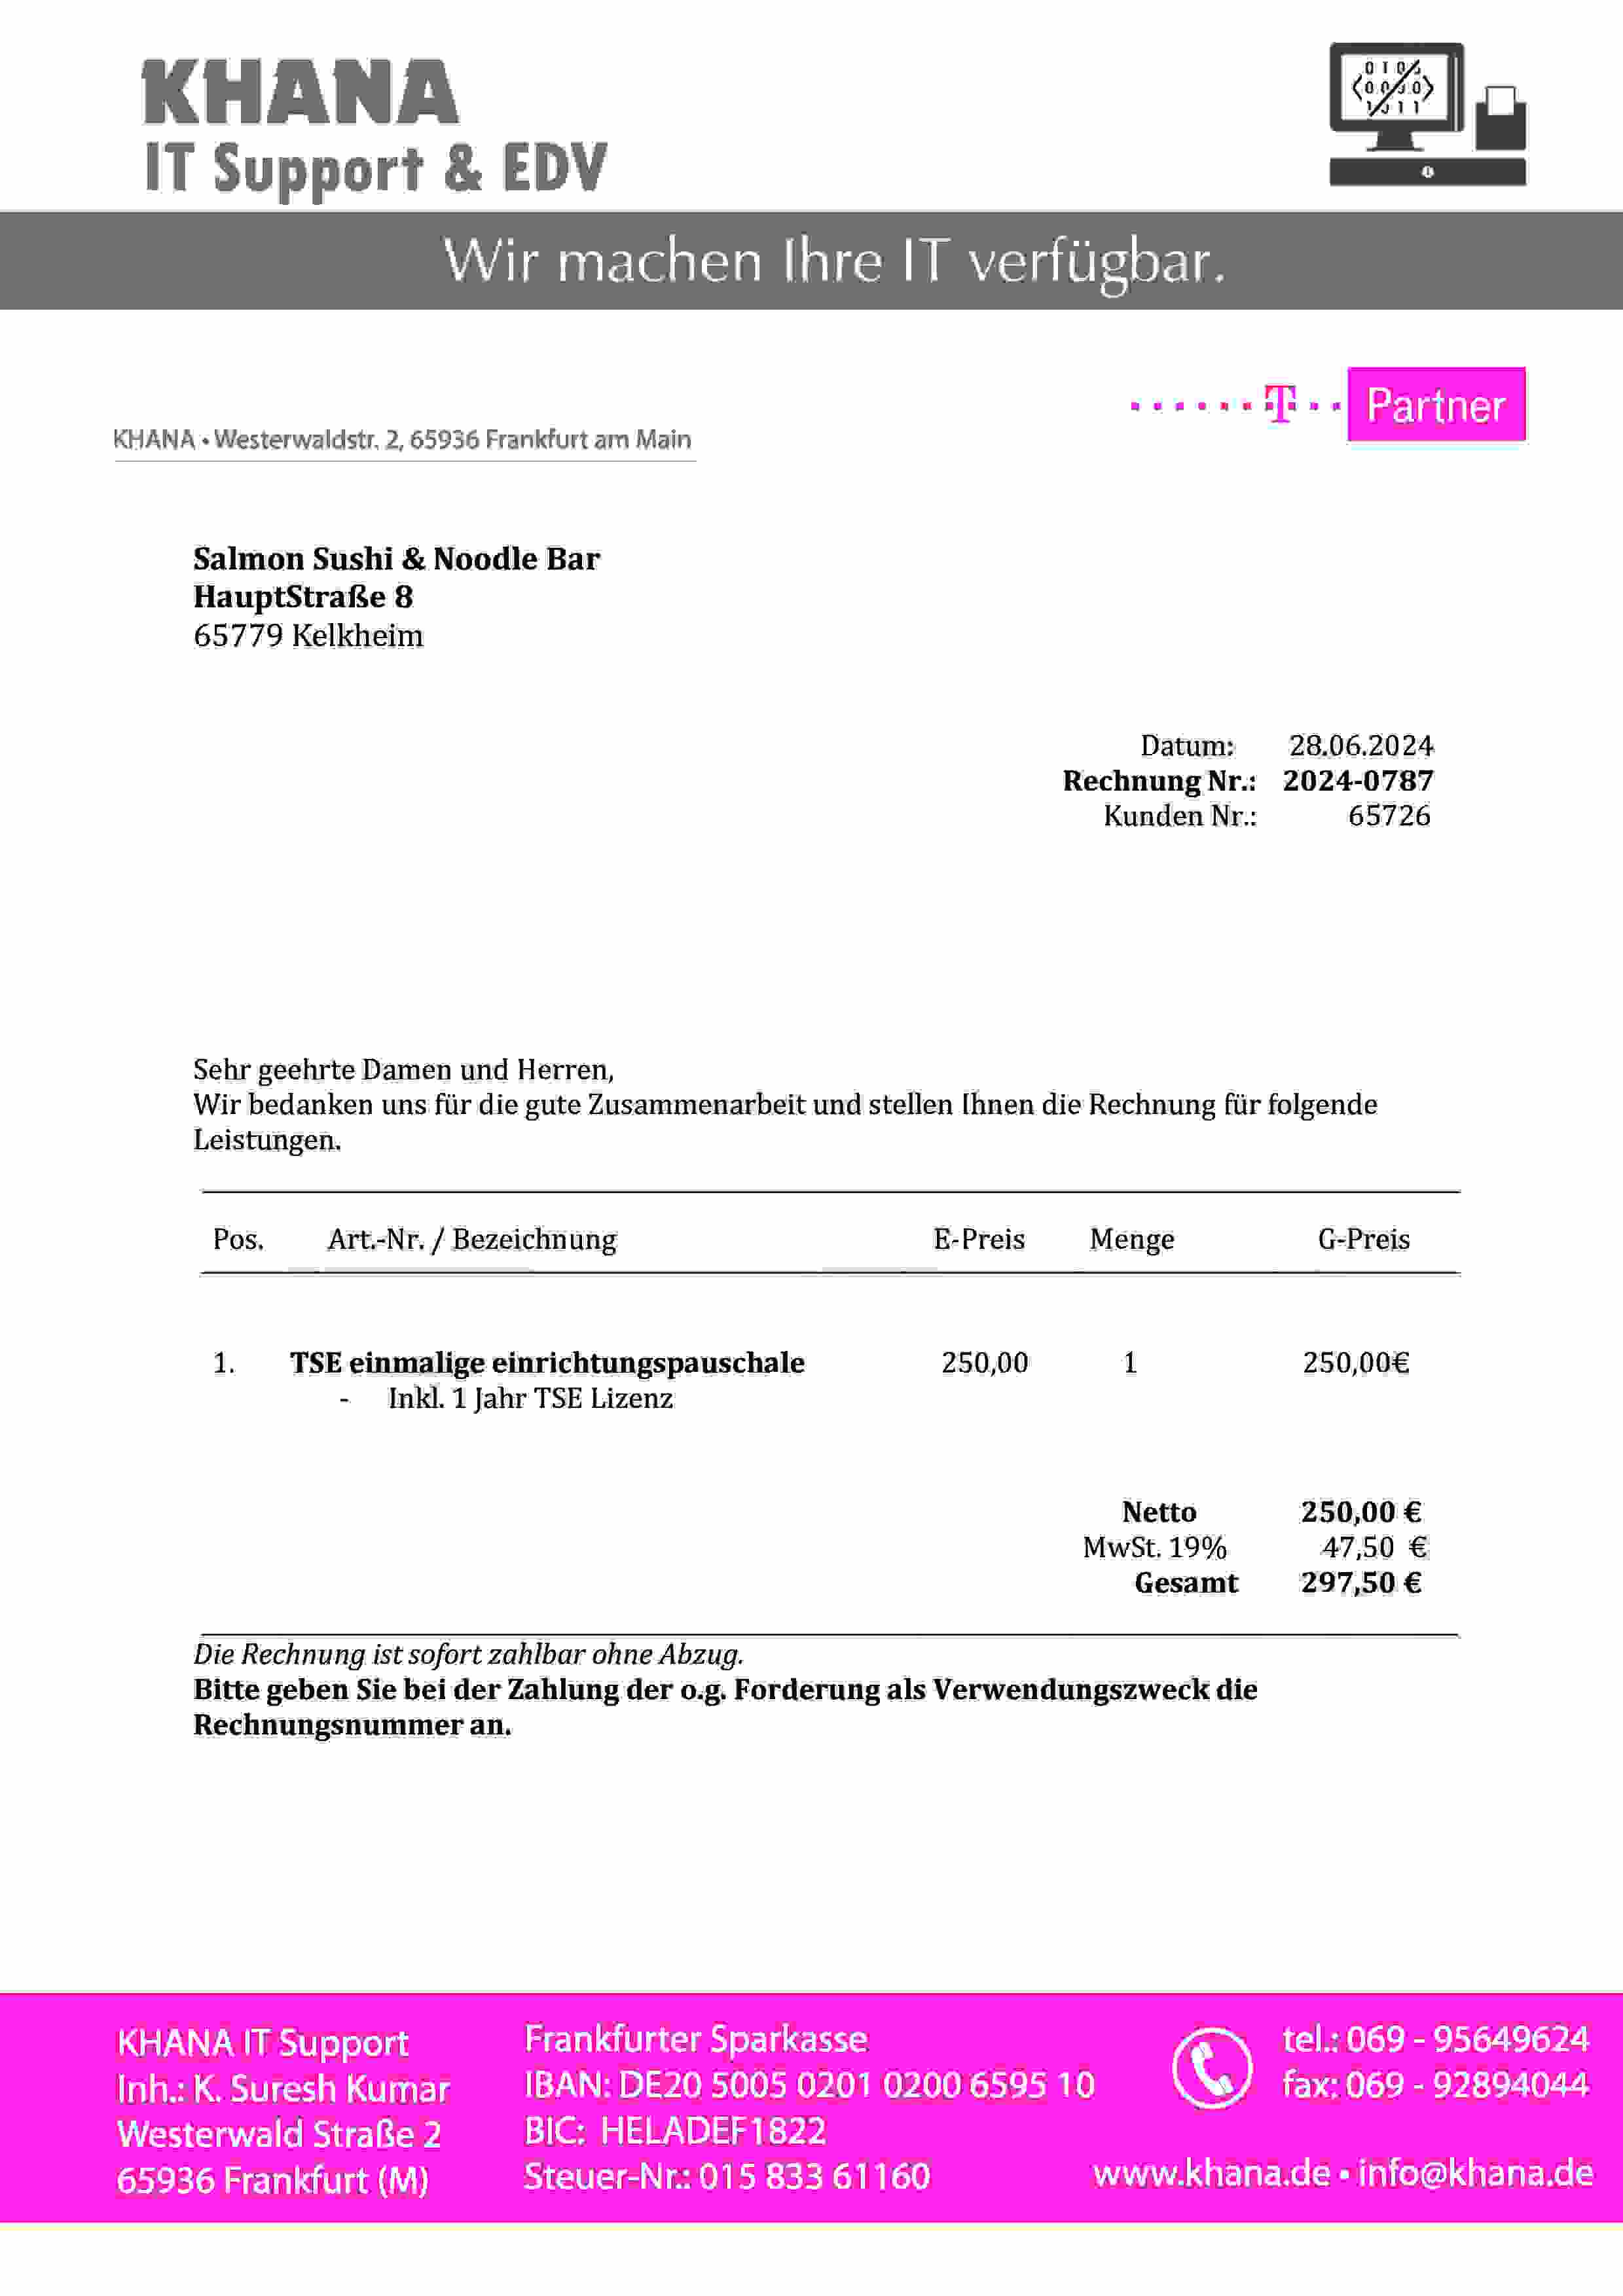 KHANA
IT Support & EDV
Wir machen Ihre IT verfügbar.
T Partner
KHANA • Westerwaldstr. 2, 65936 Frankfurt am Main
Salmon Sushi & Noodle Bar
HauptStraße 8
65779 Kelkheim
Datum: 28.06.2024
Rechnung Nr.: 2024-0787
Kunden Nr.: 65726
Sehr geehrte Damen und Herren,
Wir bedanken uns für die gute Zusammenarbeit und stellen Ihnen die Rechnung für folgende
Leistungen.
Pos. Art.-Nr. / Bezeichnung E-Preis Menge G-Preis
1. TSE einmalige einrichtungspauschale 250,00 1 250,00€
- Inkl. 1 Jahr TSE Lizenz
Netto 250,00 €
MwSt. 19% 47,50 €
Gesamt 297,50 €
Die Rechnung ist sofort zahlbar ohne Abzug.
Bitte geben Sie bei der Zahlung der o.g. Forderung als Verwendungszweck die
Rechnungsnummer an.
KHANA IT Support
Inh.: K. Suresh Kumar
Westerwald Straße 2
65936 Frankfurt (M)
Frankfurter Sparkasse
IBAN: DE20 5005 0201 0200 6595 10
BIC: HELADEF1822
Steuer-Nr.: 015 833 61160
tel.: 069 - 95649624
fax: 069 - 92894044
www.khana.de • info@khana.de